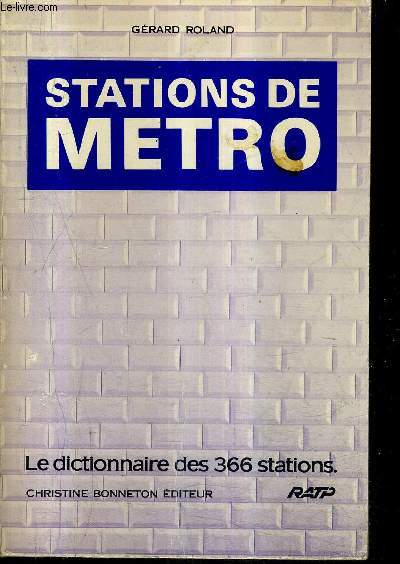 Le-livre.com
GÉRARD ROLAND
STATIONS DE
METRO
Le dictionnaire des 366 stations.
CHRISTINE BONNETON ÉDITEUR
RATP